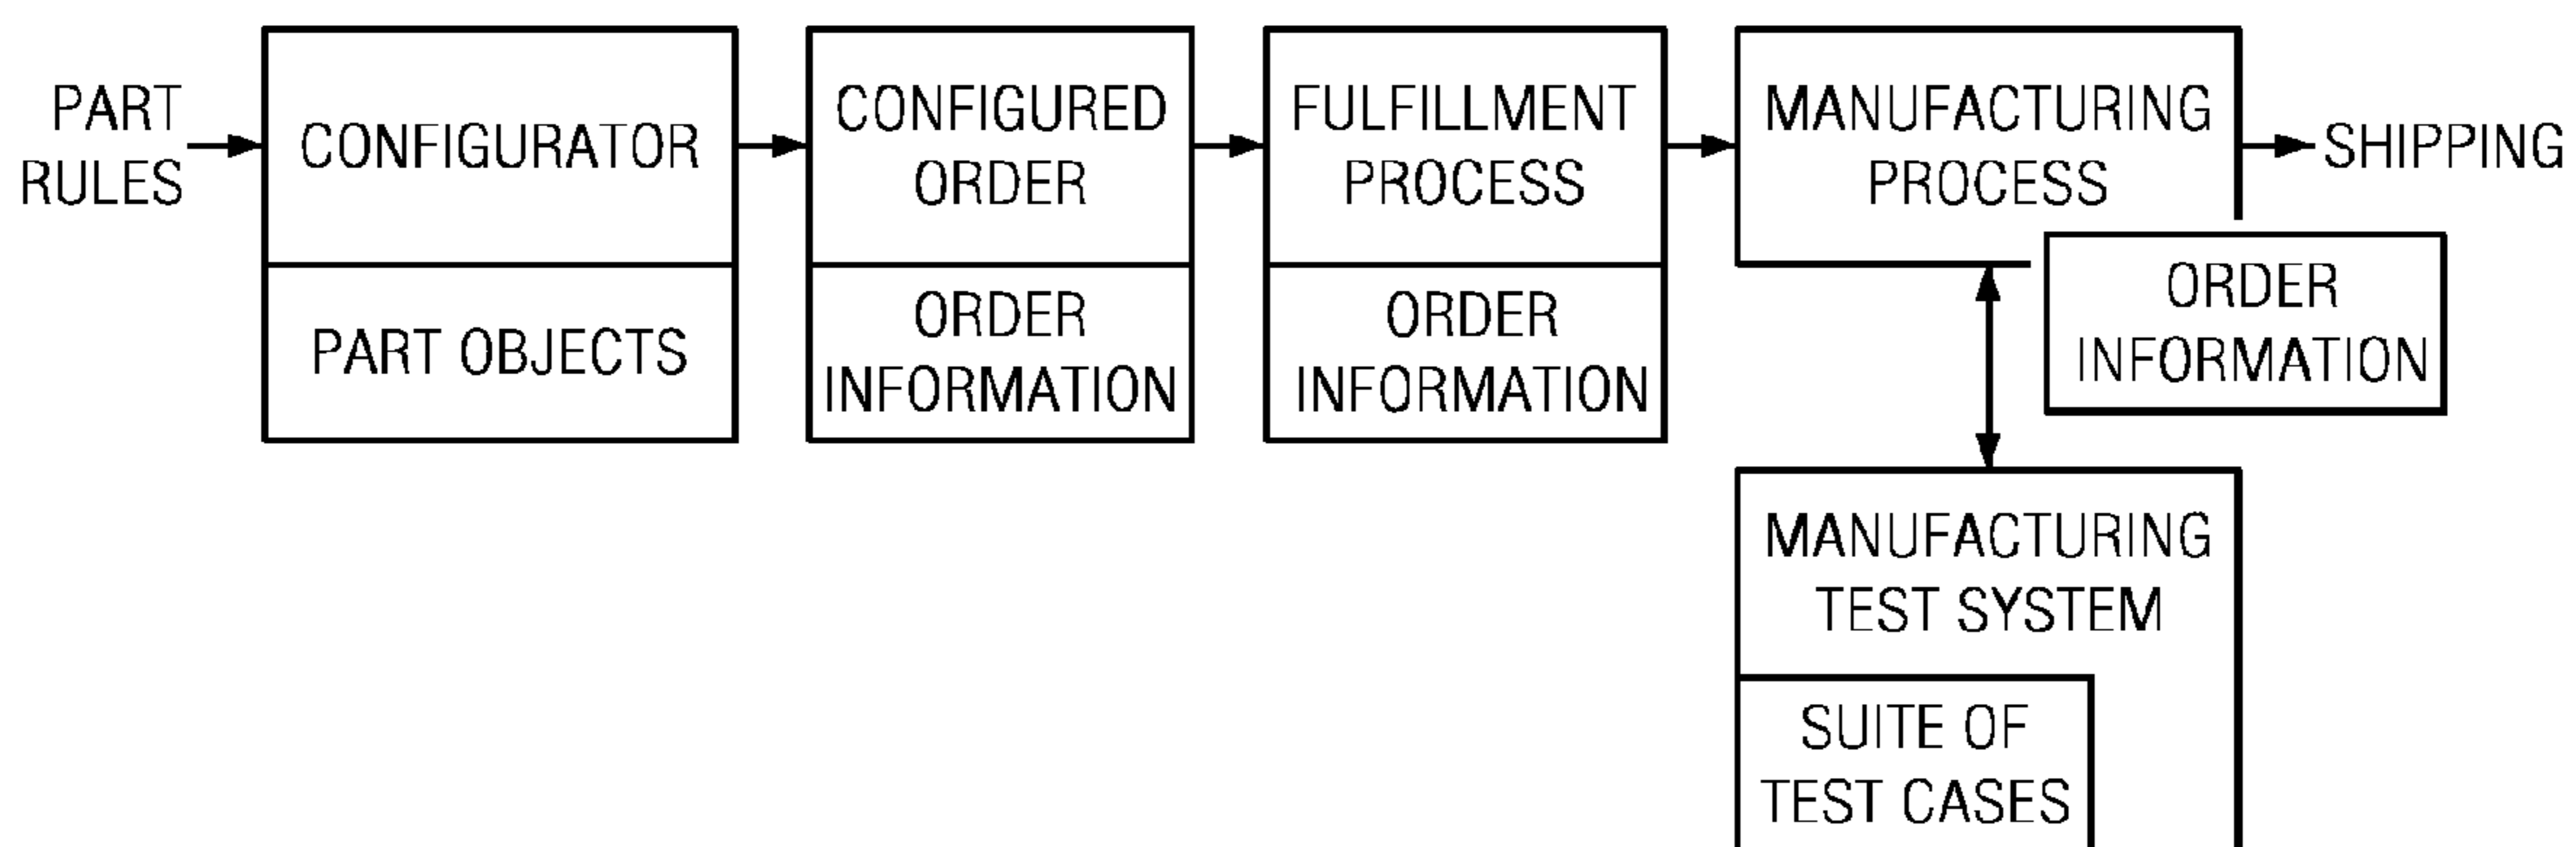 PART
RULES
CONFIGURATOR
PART OBJECTS
CONFIGURED
ORDER
ORDER
INFORMATION
FULFILLMENT
PROCESS
ORDER
INFORMATION
MANUFACTURING
PROCESS
SHIPPING
ORDER
INFORMATION
MANUFACTURING
TEST SYSTEM
SUITE OF
TEST CASES